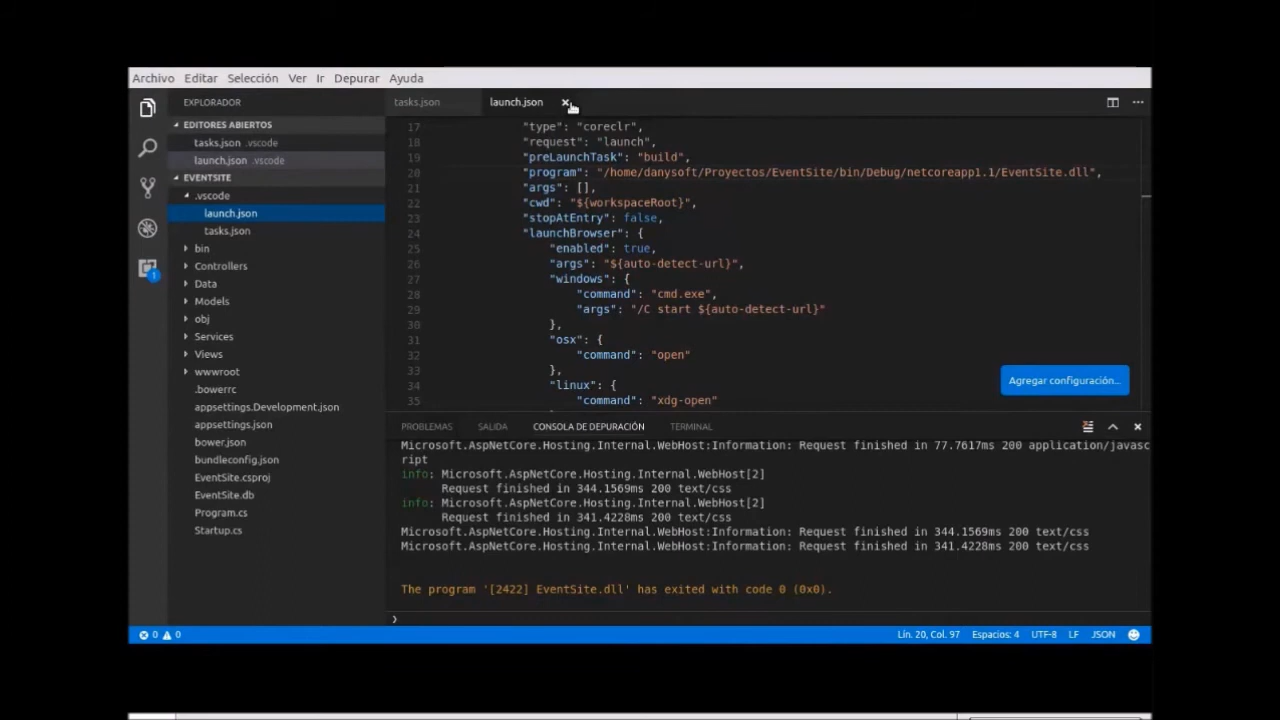 Archivo Editar Selección Ver Ir Depurar Ayuda
EXPLORADOR
EDITORES ABIERTOS
tasks.json .vscode
launch.json .vscode
EVENTSITE
.vscode
launch.json
tasks.json
bin
Controllers
Data
Models
obj
Services
Views
wwwroot
.bowerrc
appsettings.Development.json
appsettings.json
bower.json
bundleconfig.json
EventSite.csproj
EventSite.db
Program.cs
Startup.cs
1
tasks.json launch.json
17 "type": "coreclr",
18 "request": "launch",
19 "preLaunchTask": "build",
20 "program": "/home/danysoft/Proyectos/EventSite/bin/Debug/netcoreapp1.1/EventSite.dll",
21 "args": [],
22 "cwd": "${workspaceRoot}",
23 "stopAtEntry": false,
24 "launchBrowser": {
25 "enabled": true,
26 "args": "${auto-detect-url}",
27 "windows": {
28 "command": "cmd.exe",
29 "args": "/C start ${auto-detect-url}"
30 },
31 "osx": {
32 "command": "open"
33 },
34 "linux": {
35 "command": "xdg-open"
Agregar configuración...
PROBLEMAS SALIDA CONSOLA DE DEPURACIÓN TERMINAL
Microsoft.AspNetCore.Hosting.Internal.WebHost:Information: Request finished in 77.7617ms 200 application/javasc
ript
info: Microsoft.AspNetCore.Hosting.Internal.WebHost[2]
Request finished in 344.1569ms 200 text/css
info: Microsoft.AspNetCore.Hosting.Internal.WebHost[2]
Request finished in 341.4228ms 200 text/css
Microsoft.AspNetCore.Hosting.Internal.WebHost:Information: Request finished in 344.1569ms 200 text/css
Microsoft.AspNetCore.Hosting.Internal.WebHost:Information: Request finished in 341.4228ms 200 text/css
The program '[2422] EventSite.dll' has exited with code 0 (0x0).
0 0 Lín. 20, Col. 97 Espacios: 4 UTF-8 LF JSON